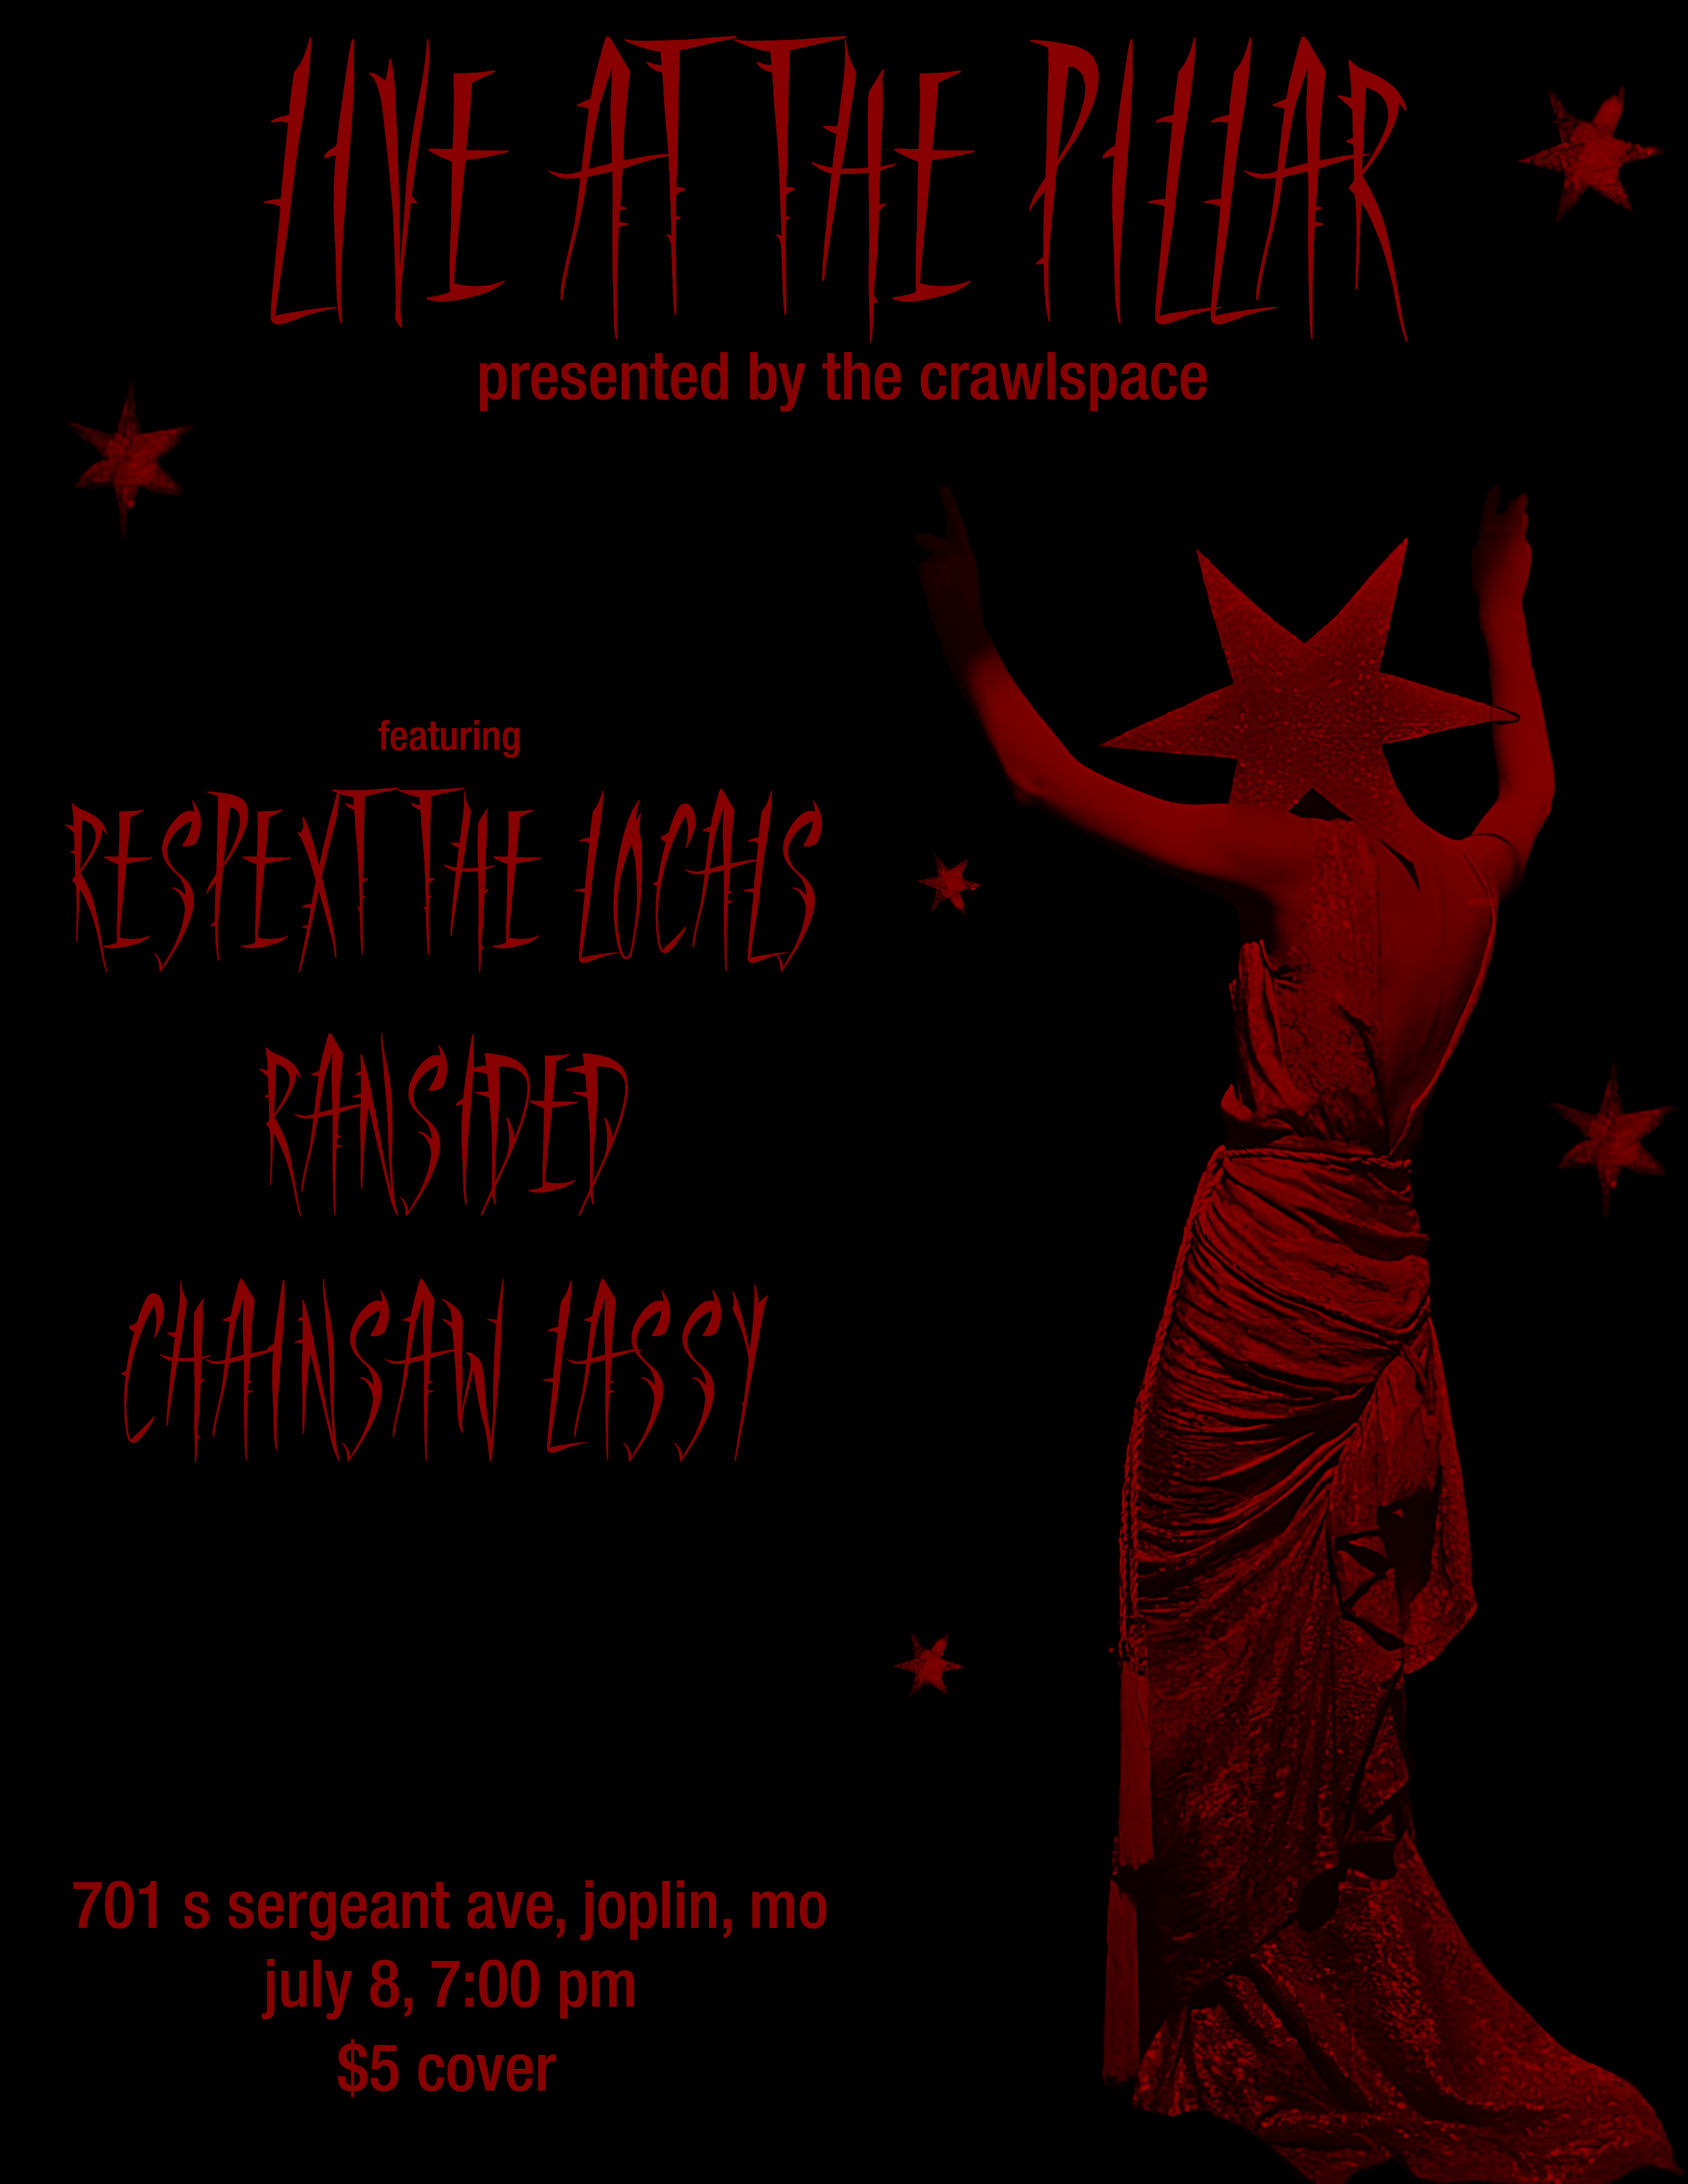 LIVE AT THE PILLAR
presented by the crawlspace
featuring
RESPEXT THE LOCALS
RANSIDED
CHAINSAW LASSY
701 s sergeant ave, joplin, mo
july 8, 7:00 pm
$5 cover